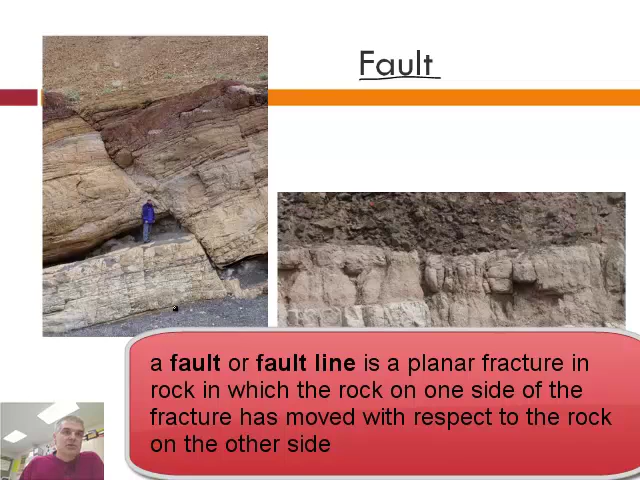 Fault
a fault or fault line is a planar fracture in
rock in which the rock on one side of the
fracture has moved with respect to the rock
on the other side